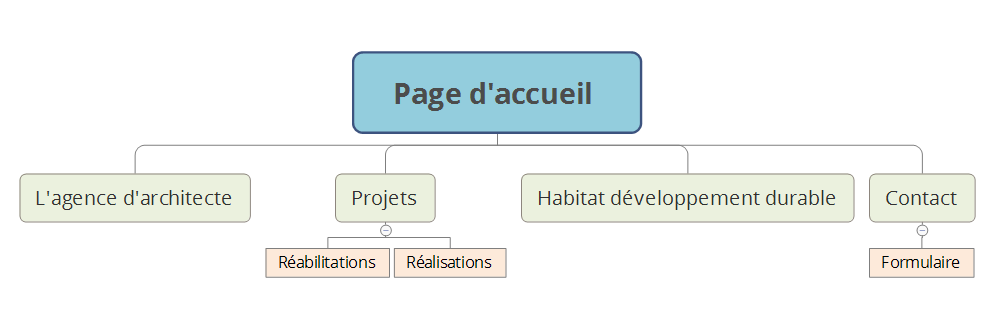 Page d'accueil
L'agence d'architecte
Projets
Habitat développement durable
Contact
Réabilitations
Réalisations
Formulaire